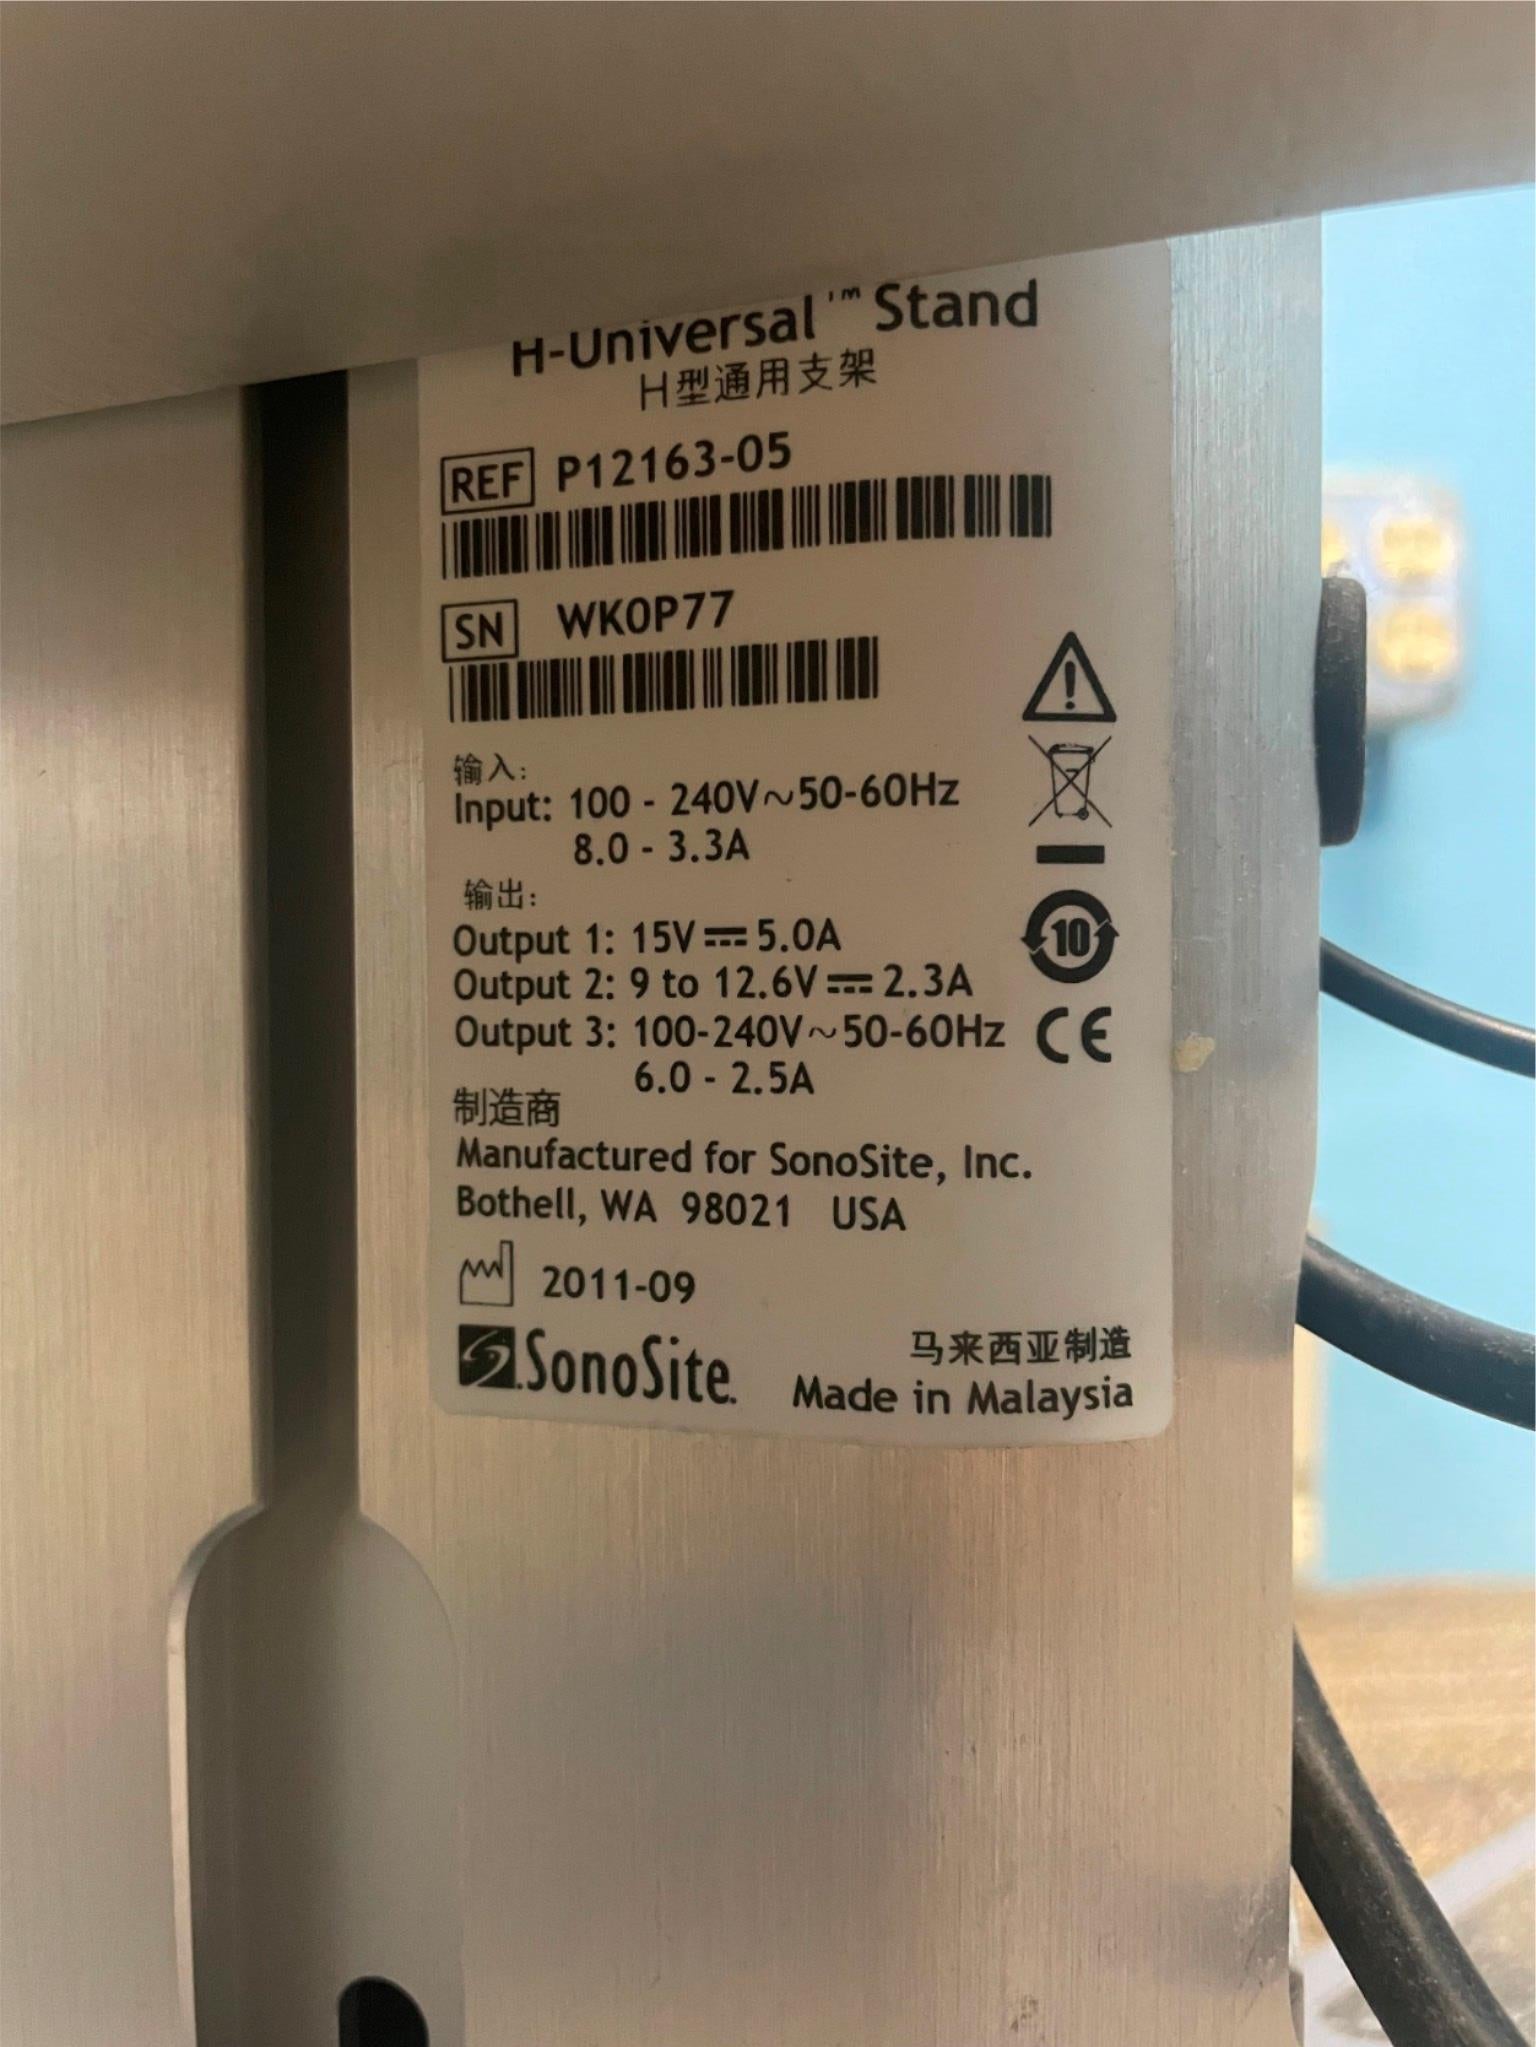 H-Universal™ Stand
H型通用支架
REF P12163-05
SN WK0P77
输入:
Input: 100 - 240V~50-60Hz
8.0 - 3.3A
输出:
Output 1: 15V⎓5.0A
Output 2: 9 to 12.6V⎓2.3A
Output 3: 100-240V~50-60Hz
6.0 - 2.5A
10
CE
制造商
Manufactured for SonoSite, Inc.
Bothell, WA 98021 USA
2011-09
SonoSite.
马来西亚制造
Made in Malaysia